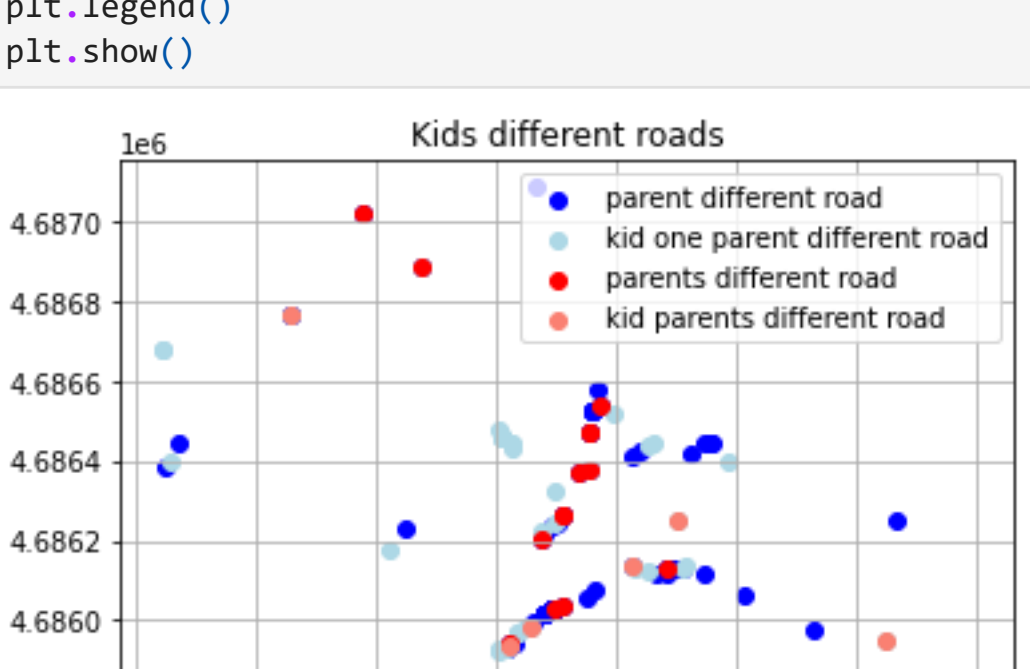 plt.legend()
plt.show()
Kids different roads
1e6
parent different road
kid one parent different road
parents different road
kid parents different road
4.6870
4.6868
4.6866
4.6864
4.6862
4.6860